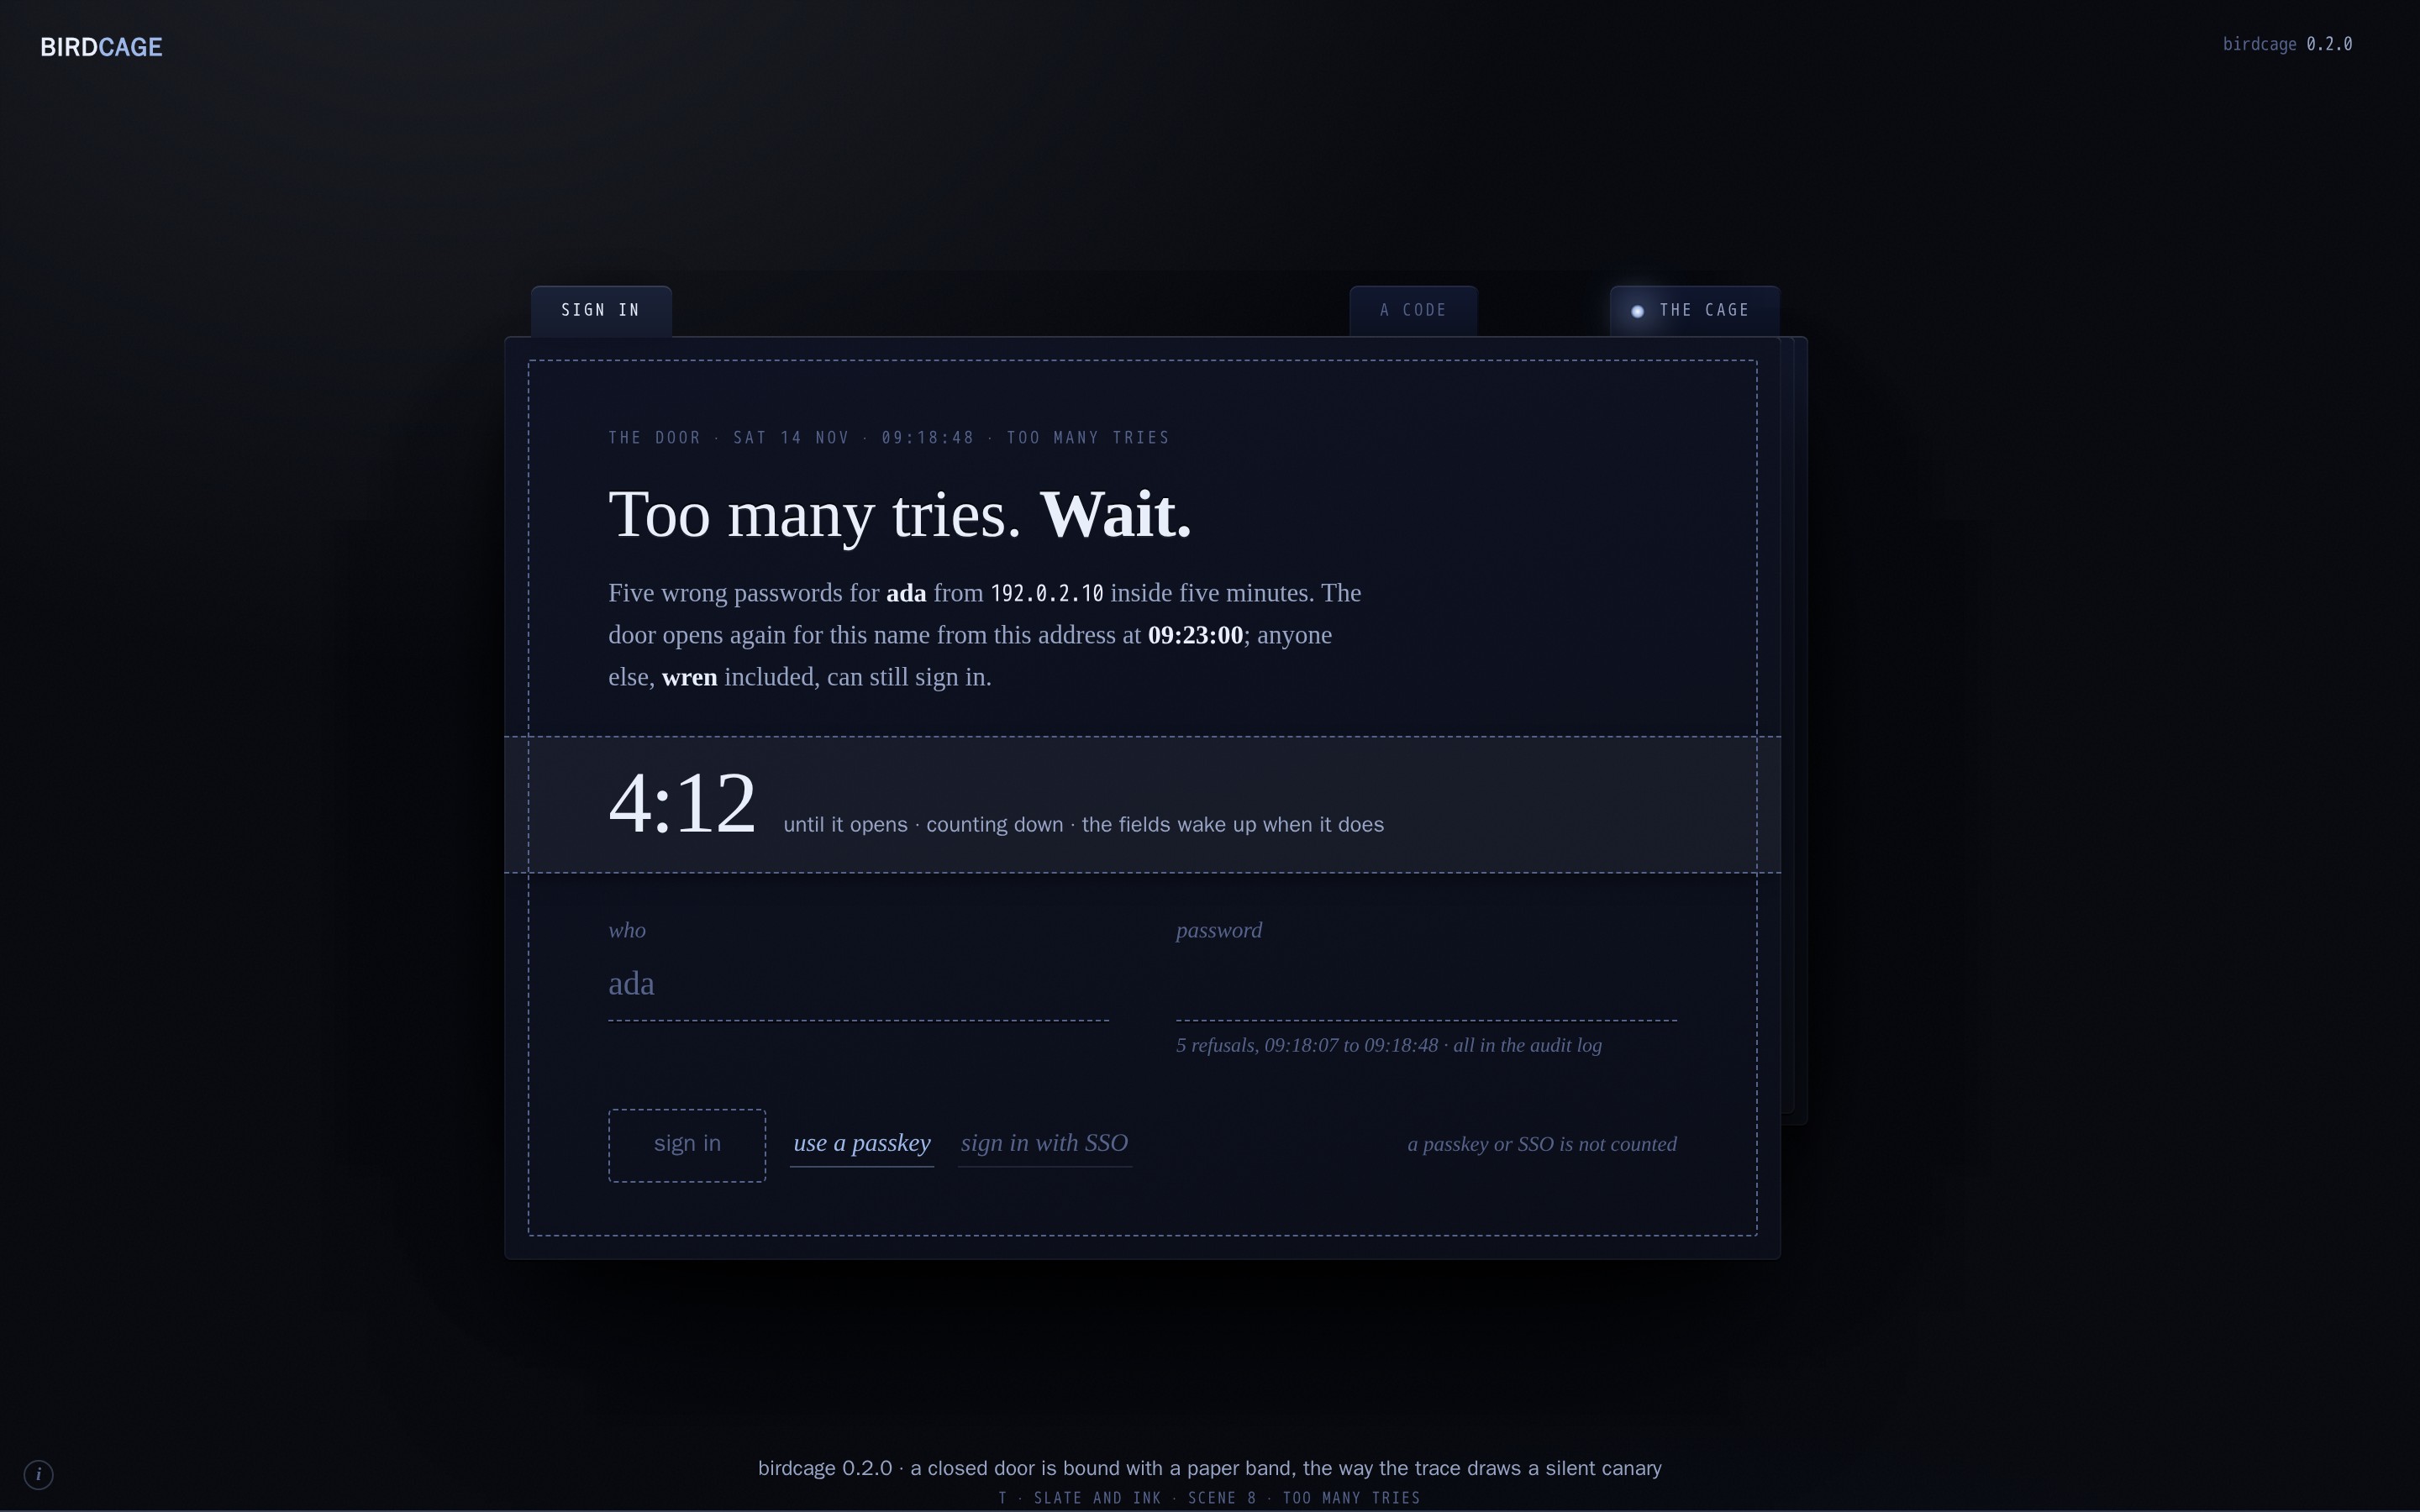 BIRDCAGE
birdcage 0.2.0
SIGN IN
A CODE
THE CAGE
THE DOOR · SAT 14 NOV · 09:18:48 · TOO MANY TRIES
Too many tries. Wait.
Five wrong passwords for ada from 192.0.2.10 inside five minutes. The
door opens again for this name from this address at 09:23:00; anyone
else, wren included, can still sign in.
4:12 until it opens · counting down · the fields wake up when it does
who
password
ada
5 refusals, 09:18:07 to 09:18:48 · all in the audit log
sign in
use a passkey
sign in with SSO
a passkey or SSO is not counted
i
birdcage 0.2.0 · a closed door is bound with a paper band, the way the trace draws a silent canary
T · SLATE AND INK · SCENE 8 · TOO MANY TRIES